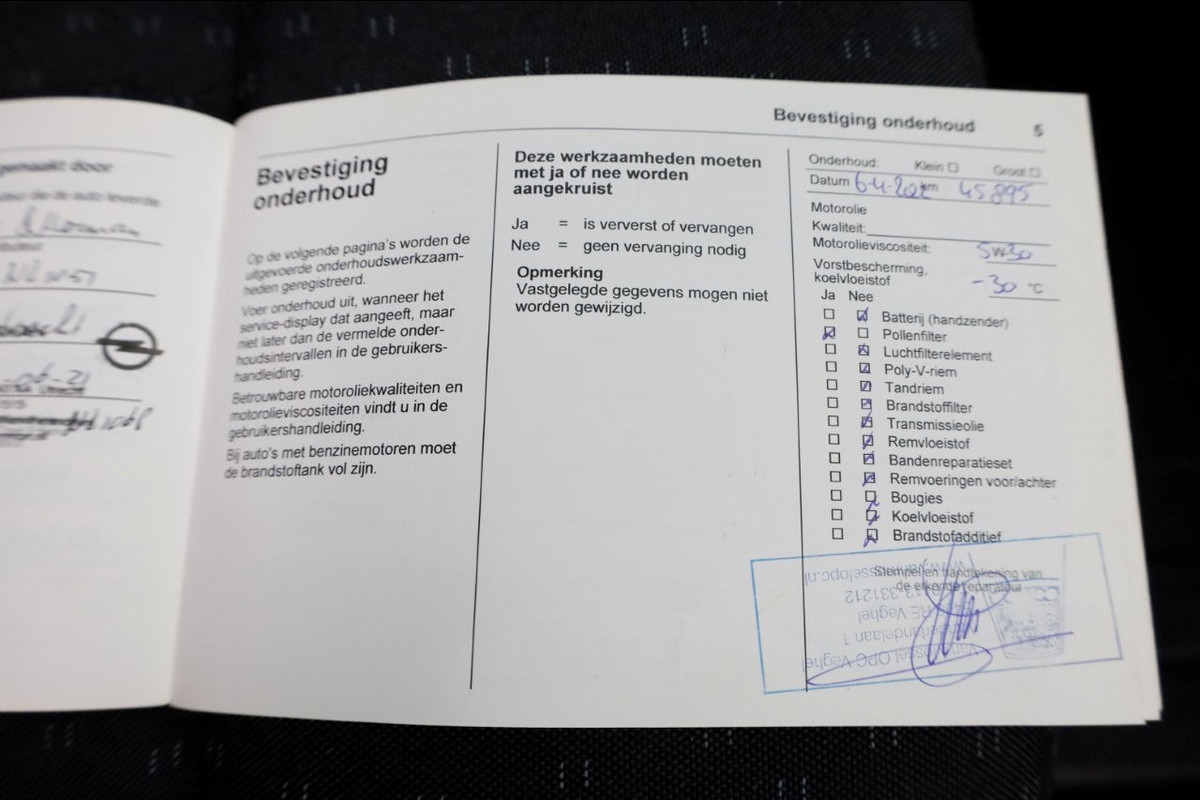 gemaakt door
Bevestiging onderhoud 5
Bevestiging
onderhoud
Op de volgende pagina's worden de
uitgevoerde onderhoudswerkzaam-
heden geregistreerd.
Voer onderhoud uit, wanneer het
service-display dat aangeeft, maar
niet later dan de vermelde onder-
houdsintervallen in de gebruikers-
handleiding.
Betrouwbare motoroliekwaliteiten en
motorolieviscositeiten vindt u in de
gebruikershandleiding.
Bij auto's met benzinemotoren moet
de brandstoftank vol zijn.
Deze werkzaamheden moeten
met ja of nee worden
aangekruist
Ja = is ververst of vervangen
Nee = geen vervanging nodig
Opmerking
Vastgelegde gegevens mogen niet
worden gewijzigd.
Onderhoud: Klein Groot
Datum km 45895
Motorolie
Kwaliteit:
Motorolieviscositeit: 5W30
Vorstbescherming,
koelvloeistof -30 °C
Ja Nee
Batterij (handzender)
Pollenfilter
Luchtfilterelement
Poly-V-riem
Tandriem
Brandstoffilter
Transmissieolie
Remvloeistof
Bandenreparatieset
Remvoeringen voor/achter
Bougies
Koelvloeistof
Brandstofadditief
Stempel en handtekening van
de erkende reparateur
Van Mossel OPC Veghel